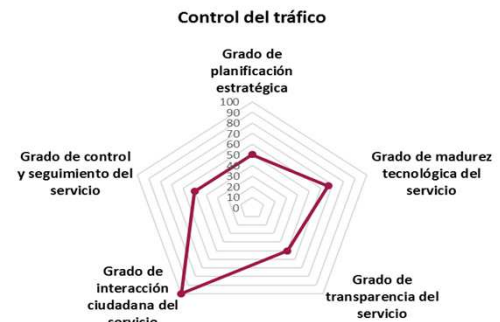 Control del tráfico
Grado de
planificación
estratégica
100
90
80
70
60
50
40
30
20
10
0
Grado de madurez
tecnológica del
servicio
Grado de
transparencia del
servicio
Grado de
interacción
ciudadana del
servicio
Grado de control
y seguimiento del
servicio